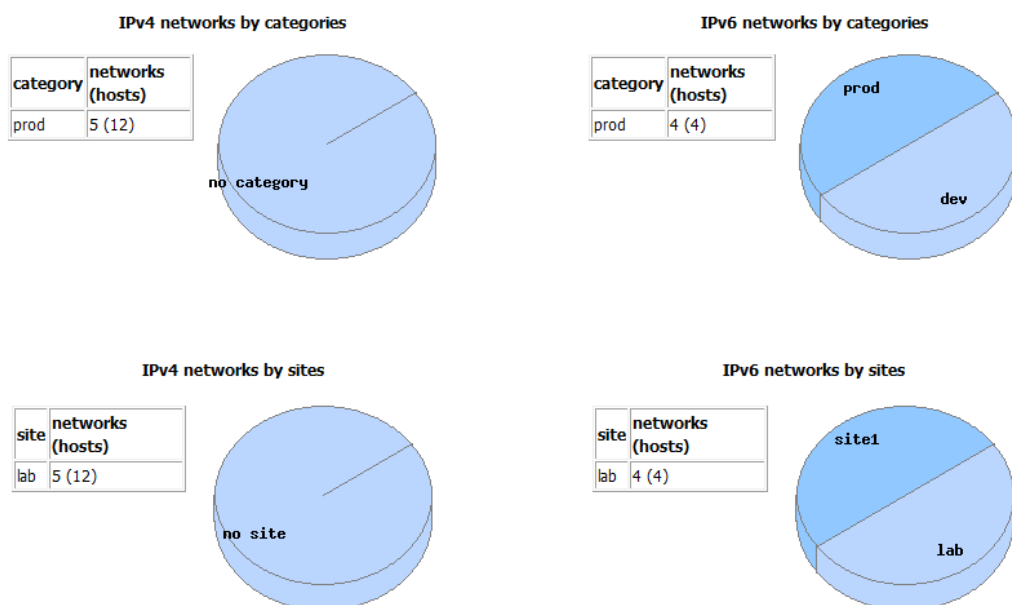 IPv4 networks by categories
category networks (hosts)
prod 5 (12)
no category
IPv6 networks by categories
category networks (hosts)
prod 4 (4)
prod
dev
IPv4 networks by sites
site networks (hosts)
lab 5 (12)
no site
IPv6 networks by sites
site networks (hosts)
lab 4 (4)
site1
lab